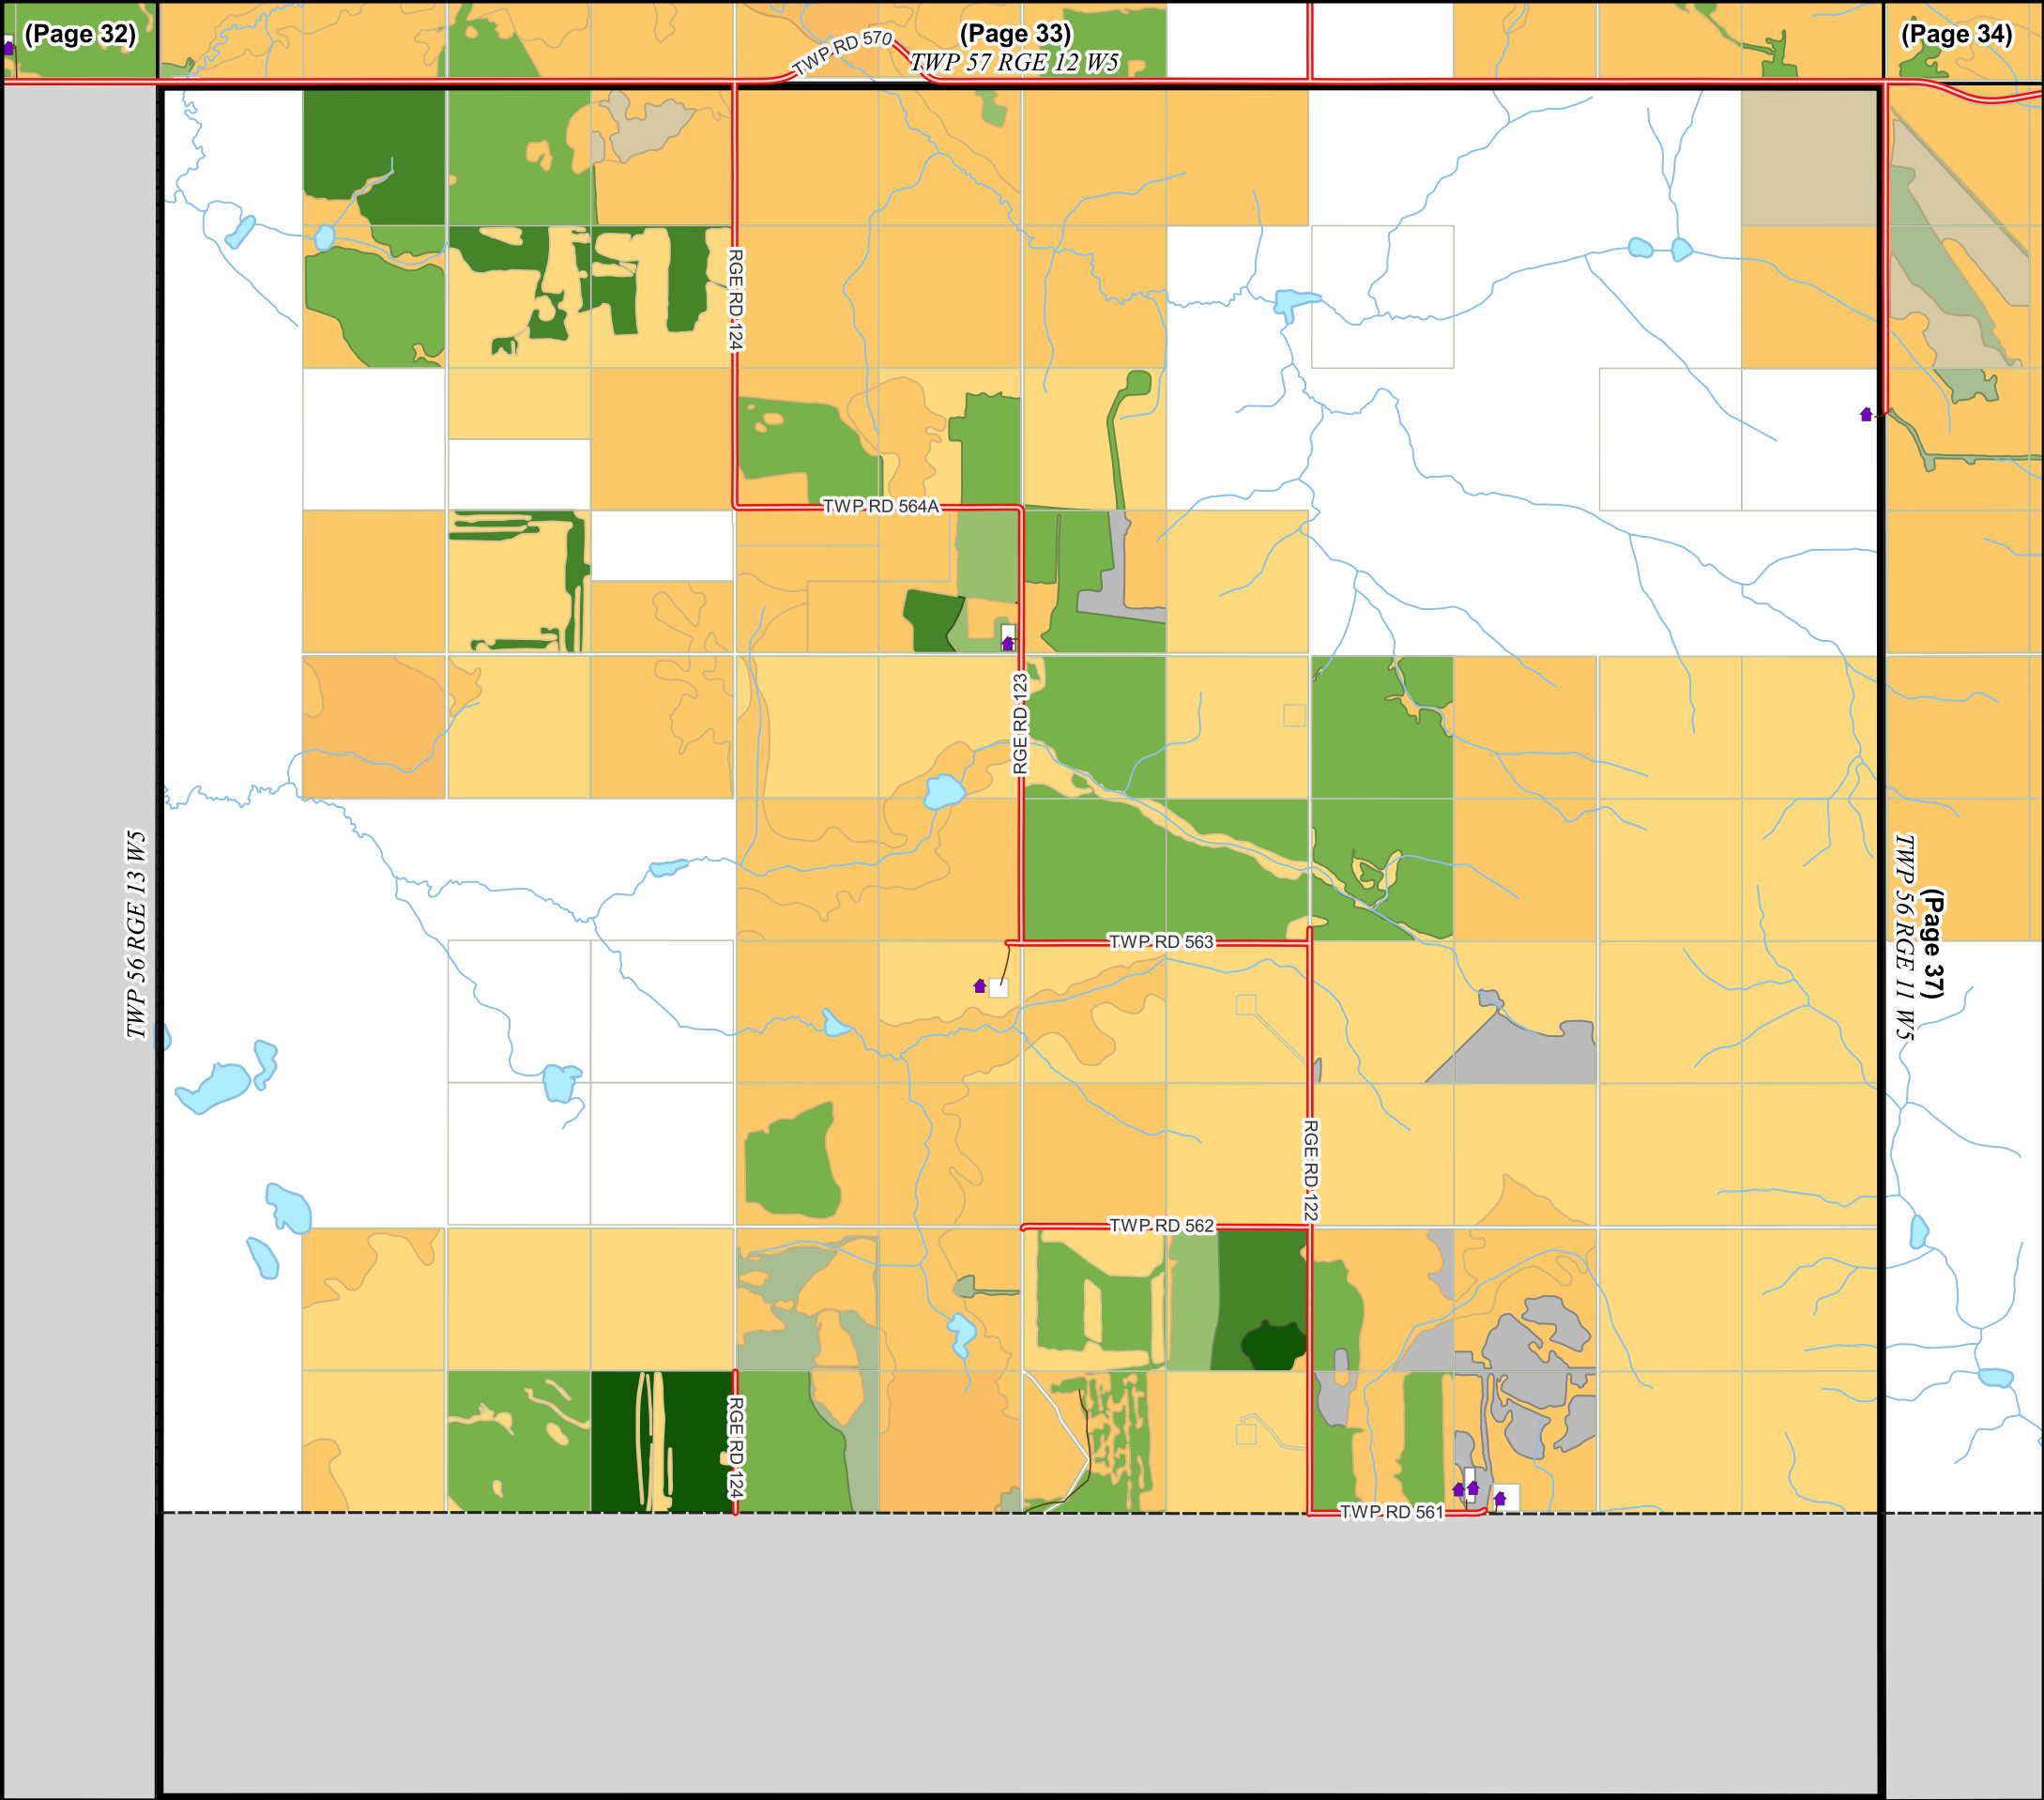 (Page 32)
TWP RD 570
(Page 33)
TWP 57 RGE 12 W5
(Page 34)
RGE RD 124
TWP RD 564A
RGE RD 123
TWP 56 RGE 13 W5
(Page 37)
TWP 56 RGE 11 W5
TWP RD 563
RGE RD 122
TWP RD 562
RGE RD 124
TWP RD 561